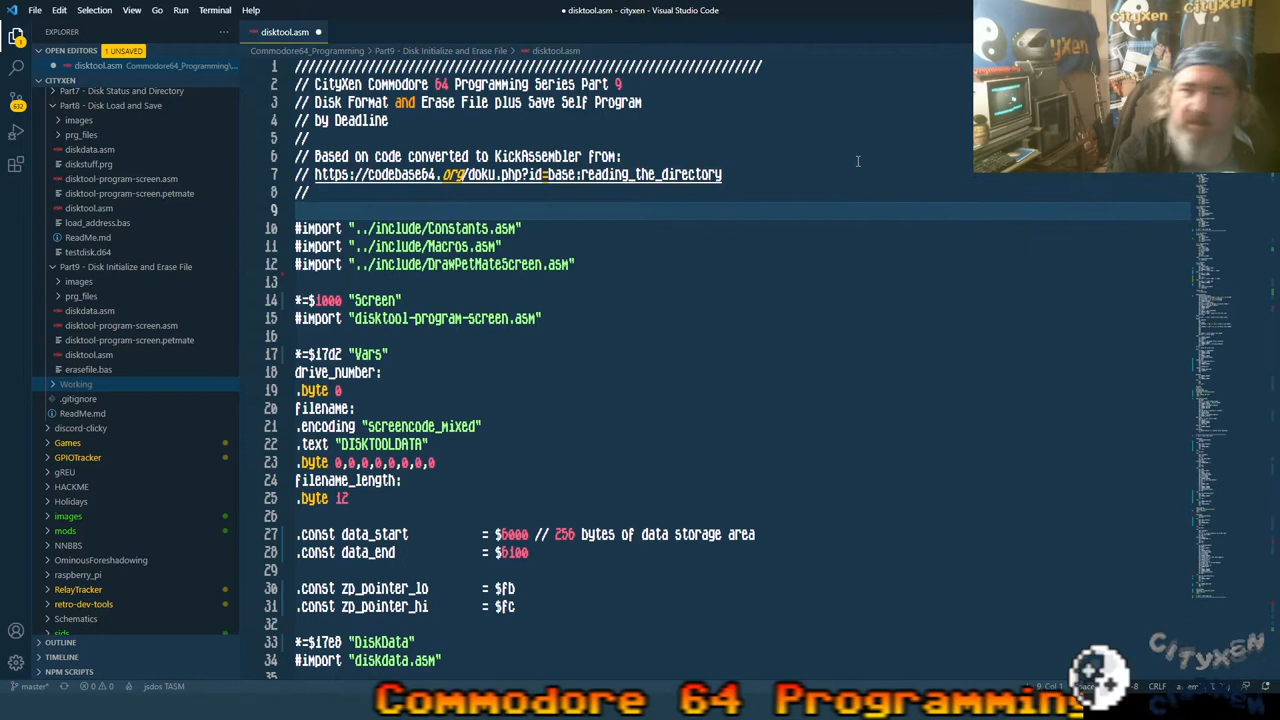 File Edit Selection View Go Run Terminal Help
● disktool.asm - cityxen - Visual Studio Code
EXPLORER
OPEN EDITORS 1 UNSAVED
disktool.asm Commodore64_Programming\...
CITYXEN
Part7 - Disk Status and Directory
Part8 - Disk Load and Save
images
prg_files
diskdata.asm
diskstuff.prg
disktool-program-screen.asm
disktool-program-screen.petmate
disktool.asm
load_address.bas
ReadMe.md
testdisk.d64
Part9 - Disk Initialize and Erase File
images
prg_files
diskdata.asm
disktool-program-screen.asm
disktool-program-screen.petmate
disktool.asm
erasefile.bas
Working
.gitignore
ReadMe.md
discord-clicky
Games
GPIOTracker
gREU
HACKME
Holidays
images
mods
NNBBS
OminousForeshadowing
raspberry_pi
RelayTracker
retro-dev-tools
Schematics
sids
OUTLINE
TIMELINE
NPM SCRIPTS
1
632
disktool.asm
Commodore64_Programming > Part9 - Disk Initialize and Erase File > disktool.asm
1 ////////////////////////////////////////////////////////////////////////
2 // CityXen Commodore 64 Programming Series Part 9
3 // Disk Format and Erase File plus Save Self Program
4 // by Deadline
5 //
6 // Based on code converted to KickAssembler from:
7 // https://codebase64.org/doku.php?id=base:reading_the_directory
8 //
9
10 #import "../include/Constants.asm"
11 #import "../include/Macros.asm"
12 #import "../include/DrawPetMateScreen.asm"
13
14 *=$1000 "Screen"
15 #import "disktool-program-screen.asm"
16
17 *=$17d2 "Vars"
18 drive_number:
19 .byte 0
20 filename:
21 .encoding "screencode_mixed"
22 .text "DISKTOOLDATA"
23 .byte 0,0,0,0,0,0,0,0
24 filename_length:
25 .byte 12
26
27 .const data_start = $6000 // 256 bytes of data storage area
28 .const data_end = $6100
29
30 .const zp_pointer_lo = $fb
31 .const zp_pointer_hi = $fc
32
33 *=$17e8 "DiskData"
34 #import "diskdata.asm"
CityXen
CITYXEN
master* 0 0 jsdos TASM
CRLF
Commodore 64 Programming